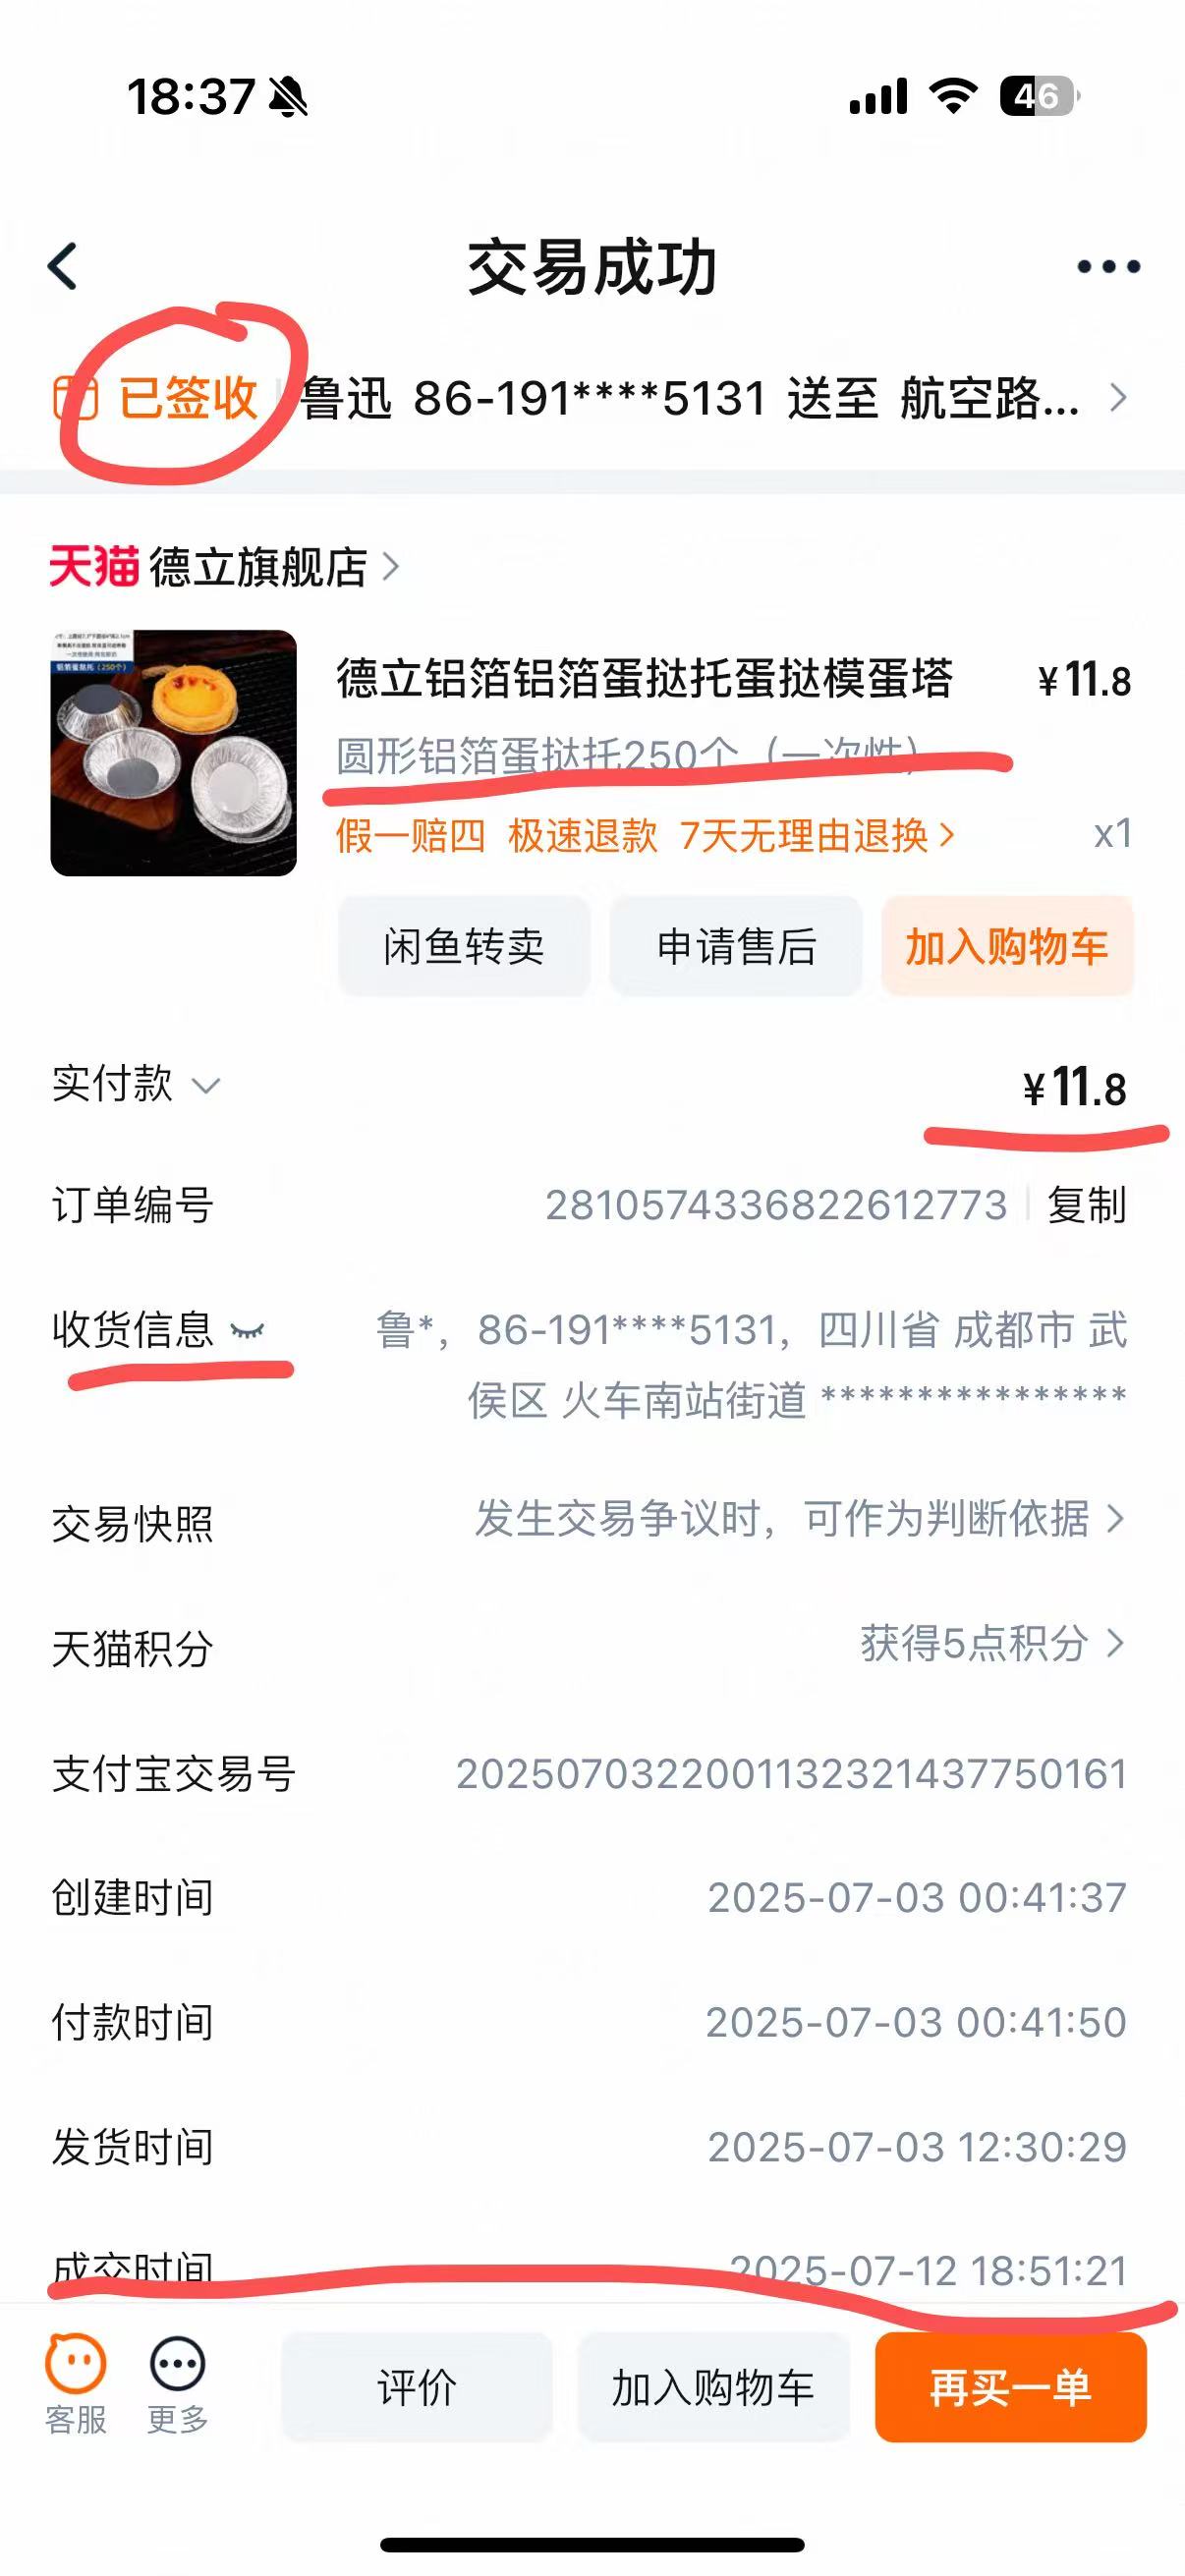 18:37
46
交易成功
已签收 鲁迅 86-191****5131 送至 航空路...
天猫 德立旗舰店
铝箔蛋挞托(250个)
德立铝箔铝箔蛋挞托蛋挞模蛋塔 ¥11.8
圆形铝箔蛋挞托250个（一次性）
假一赔四 极速退款 7天无理由退换 x1
闲鱼转卖 申请售后 加入购物车
实付款 ¥11.8
订单编号 2810574336822612773 复制
收货信息 鲁*，86-191****5131，四川省 成都市 武
侯区 火车南站街道 ****************
交易快照 发生交易争议时，可作为判断依据
天猫积分 获得5点积分
支付宝交易号 2025070322001132321437750161
创建时间 2025-07-03 00:41:37
付款时间 2025-07-03 00:41:50
发货时间 2025-07-03 12:30:29
成交时间 2025-07-12 18:51:21
客服 更多 评价 加入购物车 再买一单